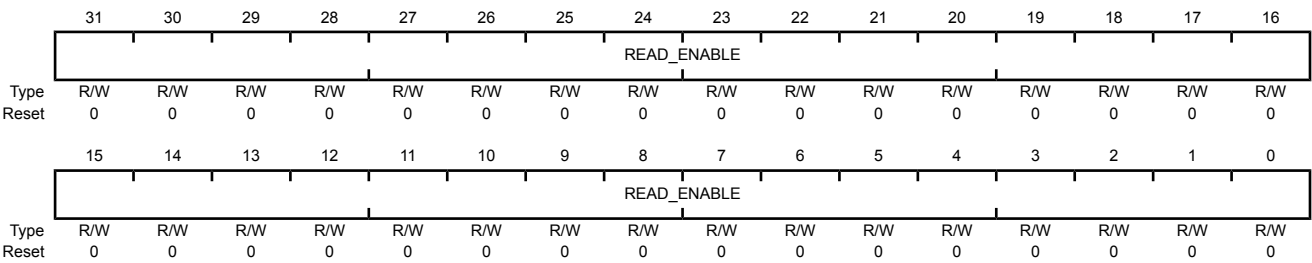 31 30 29 28 27 26 25 24 23 22 21 20 19 18 17 16
READ_ENABLE
Type R/W R/W R/W R/W R/W R/W R/W R/W R/W R/W R/W R/W R/W R/W R/W R/W
Reset 0 0 0 0 0 0 0 0 0 0 0 0 0 0 0 0
15 14 13 12 11 10 9 8 7 6 5 4 3 2 1 0
READ_ENABLE
Type R/W R/W R/W R/W R/W R/W R/W R/W R/W R/W R/W R/W R/W R/W R/W R/W
Reset 0 0 0 0 0 0 0 0 0 0 0 0 0 0 0 0